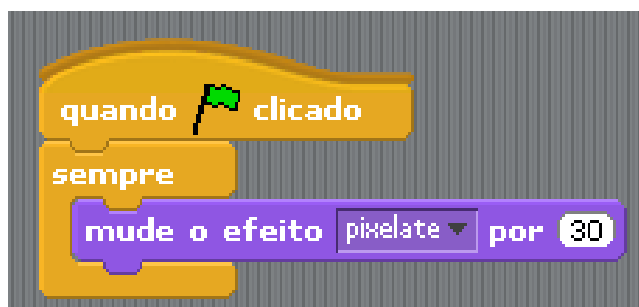 quando clicado
sempre
mude o efeito pixelate por 30